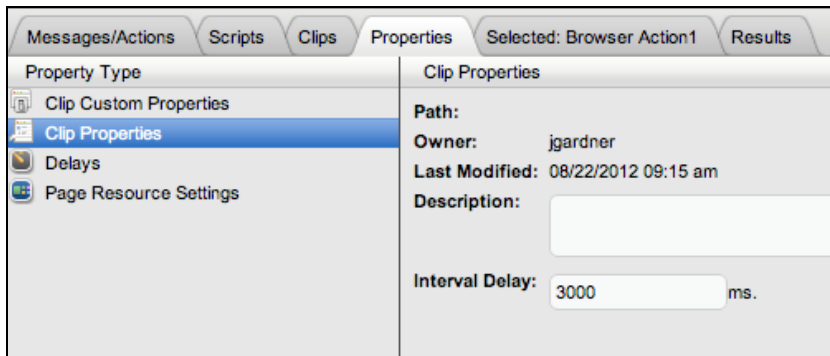 Messages/Actions Scripts Clips Properties Selected: Browser Action1 Results
Property Type
Clip Custom Properties
Clip Properties
Delays
Page Resource Settings
Clip Properties
Path:
Owner: jgardner
Last Modified: 08/22/2012 09:15 am
Description:
Interval Delay: 3000 ms.